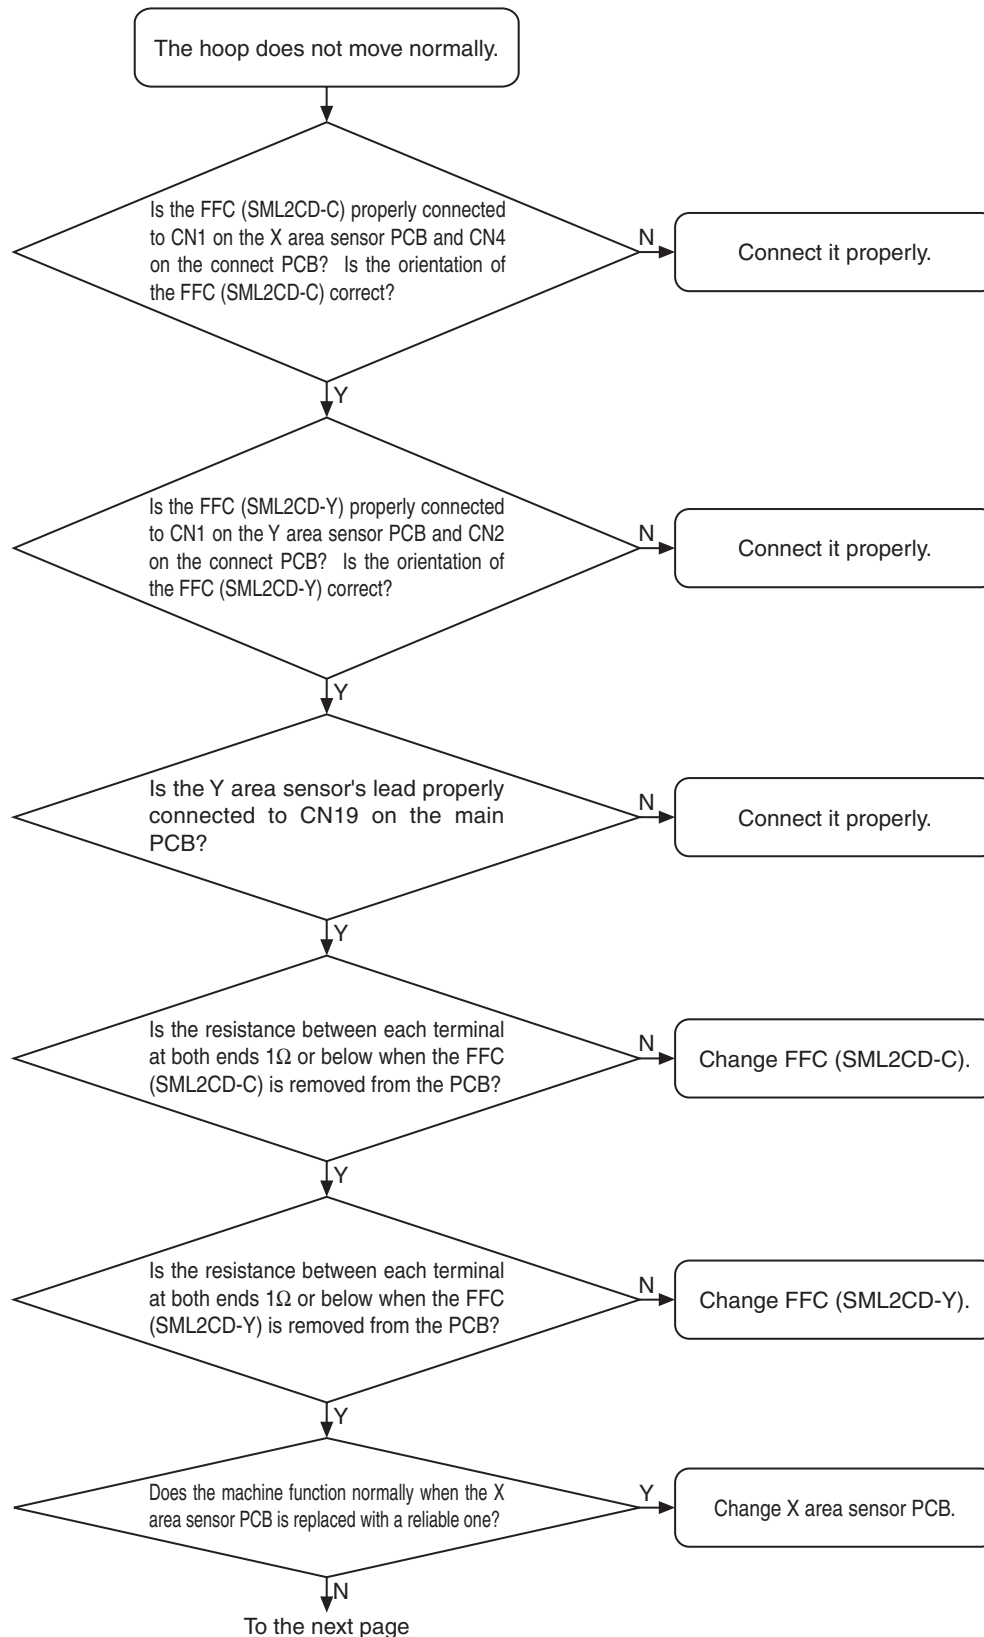 The hoop does not move normally.
Is the FFC (SML2CD-C) properly connected
to CN1 on the X area sensor PCB and CN4
on the connect PCB? Is the orientation of
the FFC (SML2CD-C) correct?
N
Connect it properly.
Y
Is the FFC (SML2CD-Y) properly connected
to CN1 on the Y area sensor PCB and CN2
on the connect PCB? Is the orientation of
the FFC (SML2CD-Y) correct?
N
Connect it properly.
Y
Is the Y area sensor's lead properly
connected to CN19 on the main
PCB?
N
Connect it properly.
Y
Is the resistance between each terminal
at both ends 1Ω or below when the FFC
(SML2CD-C) is removed from the PCB?
N
Change FFC (SML2CD-C).
Y
Is the resistance between each terminal
at both ends 1Ω or below when the FFC
(SML2CD-Y) is removed from the PCB?
N
Change FFC (SML2CD-Y).
Y
Does the machine function normally when the X
area sensor PCB is replaced with a reliable one?
Y
Change X area sensor PCB.
N
To the next page